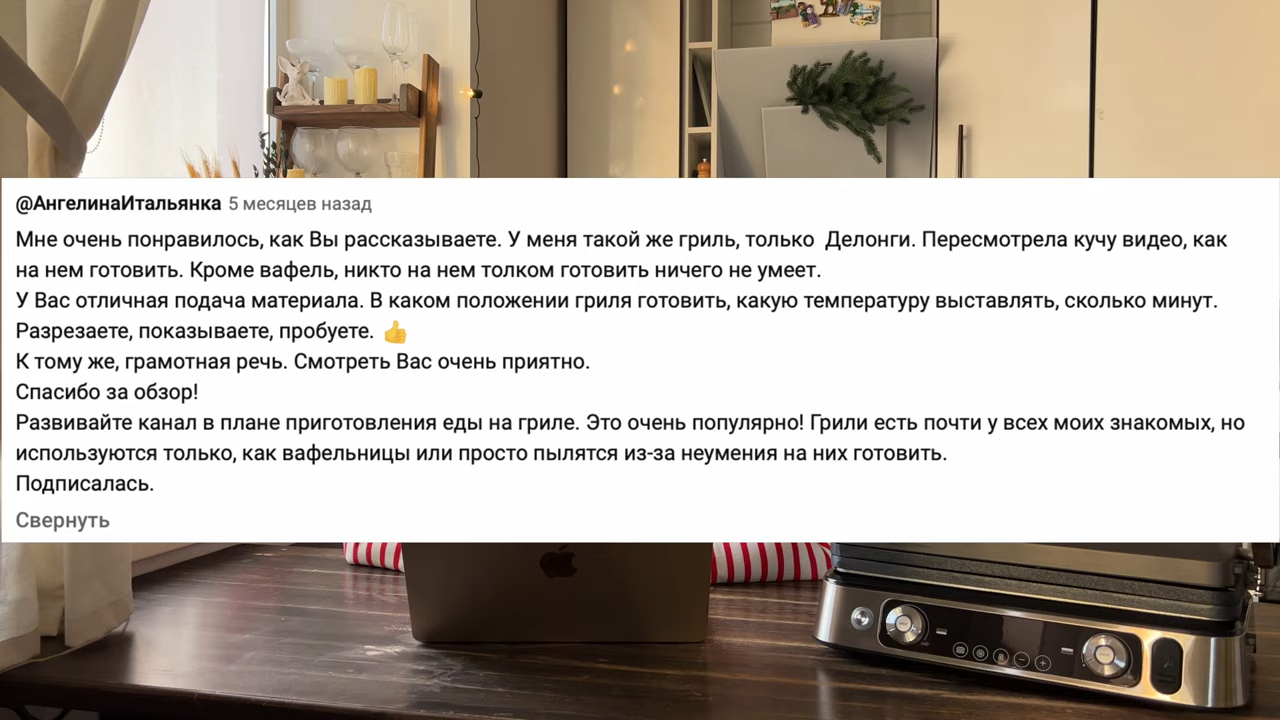 @АнгелинаИтальянка 5 месяцев назад
Мне очень понравилось, как Вы рассказываете. У меня такой же гриль, только Делонги. Пересмотрела кучу видео, как
на нем готовить. Кроме вафель, никто на нем толком готовить ничего не умеет.
У Вас отличная подача материала. В каком положении гриля готовить, какую температуру выставлять, сколько минут.
Разрезаете, показываете, пробуете. 👍
К тому же, грамотная речь. Смотреть Вас очень приятно.
Спасибо за обзор!
Развивайте канал в плане приготовления еды на гриле. Это очень популярно! Грили есть почти у всех моих знакомых, но
используются только, как вафельницы или просто пылятся из-за неумения на них готовить.
Подписалась.
Свернуть